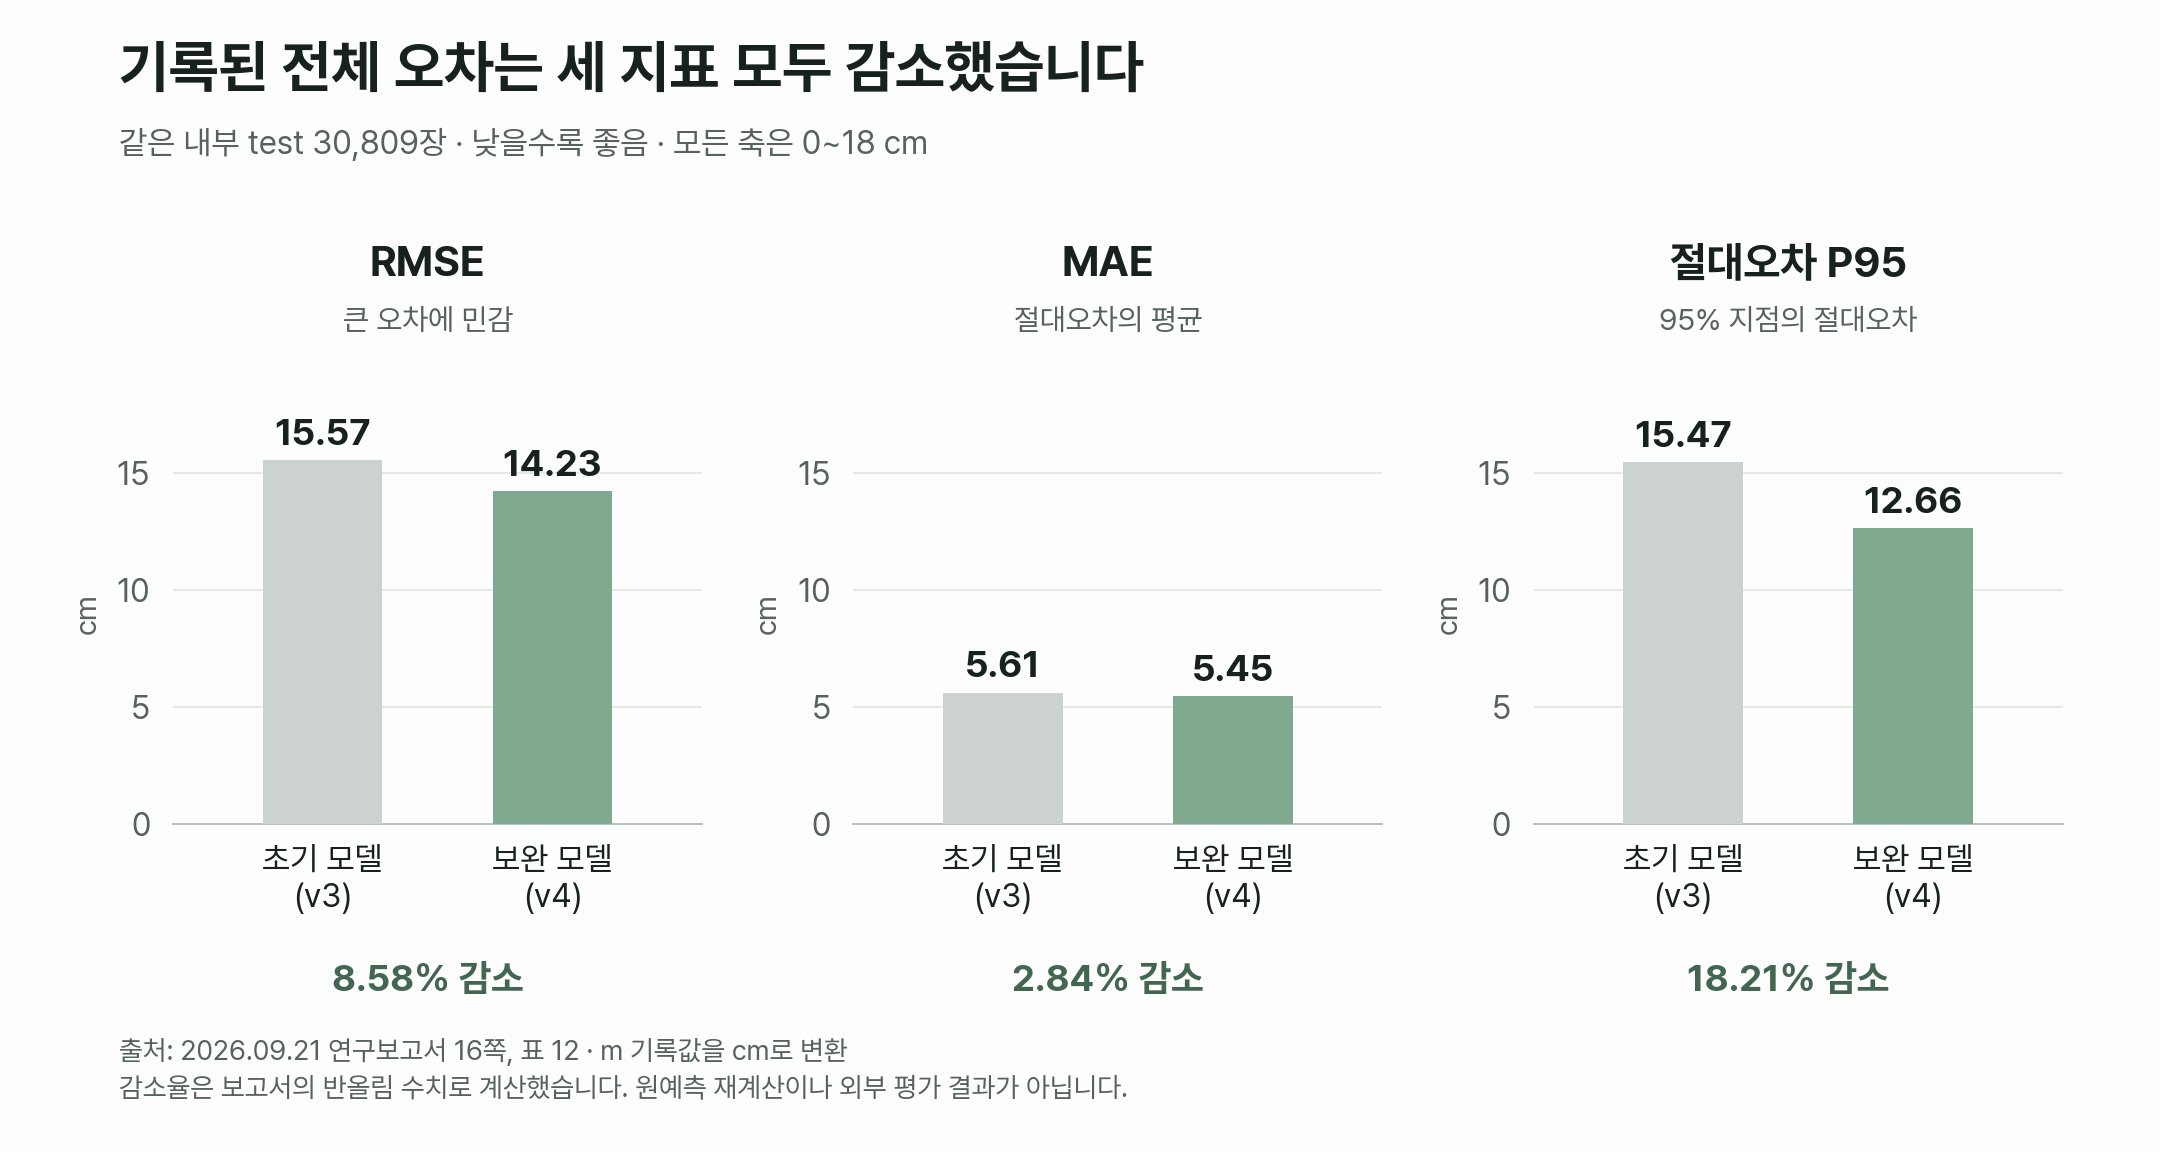 기록된 전체 오차는 세 지표 모두 감소했습니다
같은 내부 test 30,809장 · 낮을수록 좋음 · 모든 축은 0~18 cm
RMSE
큰 오차에 민감
15.57
14.23
15
10
5
0
cm
초기 모델
(v3)
보완 모델
(v4)
8.58% 감소
MAE
절대오차의 평균
15
10
5.61
5.45
5
0
cm
초기 모델
(v3)
보완 모델
(v4)
2.84% 감소
절대오차 P95
95% 지점의 절대오차
15.47
12.66
15
10
5
0
cm
초기 모델
(v3)
보완 모델
(v4)
18.21% 감소
출처: 2026.09.21 연구보고서 16쪽, 표 12 · m 기록값을 cm로 변환
감소율은 보고서의 반올림 수치로 계산했습니다. 원예측 재계산이나 외부 평가 결과가 아닙니다.